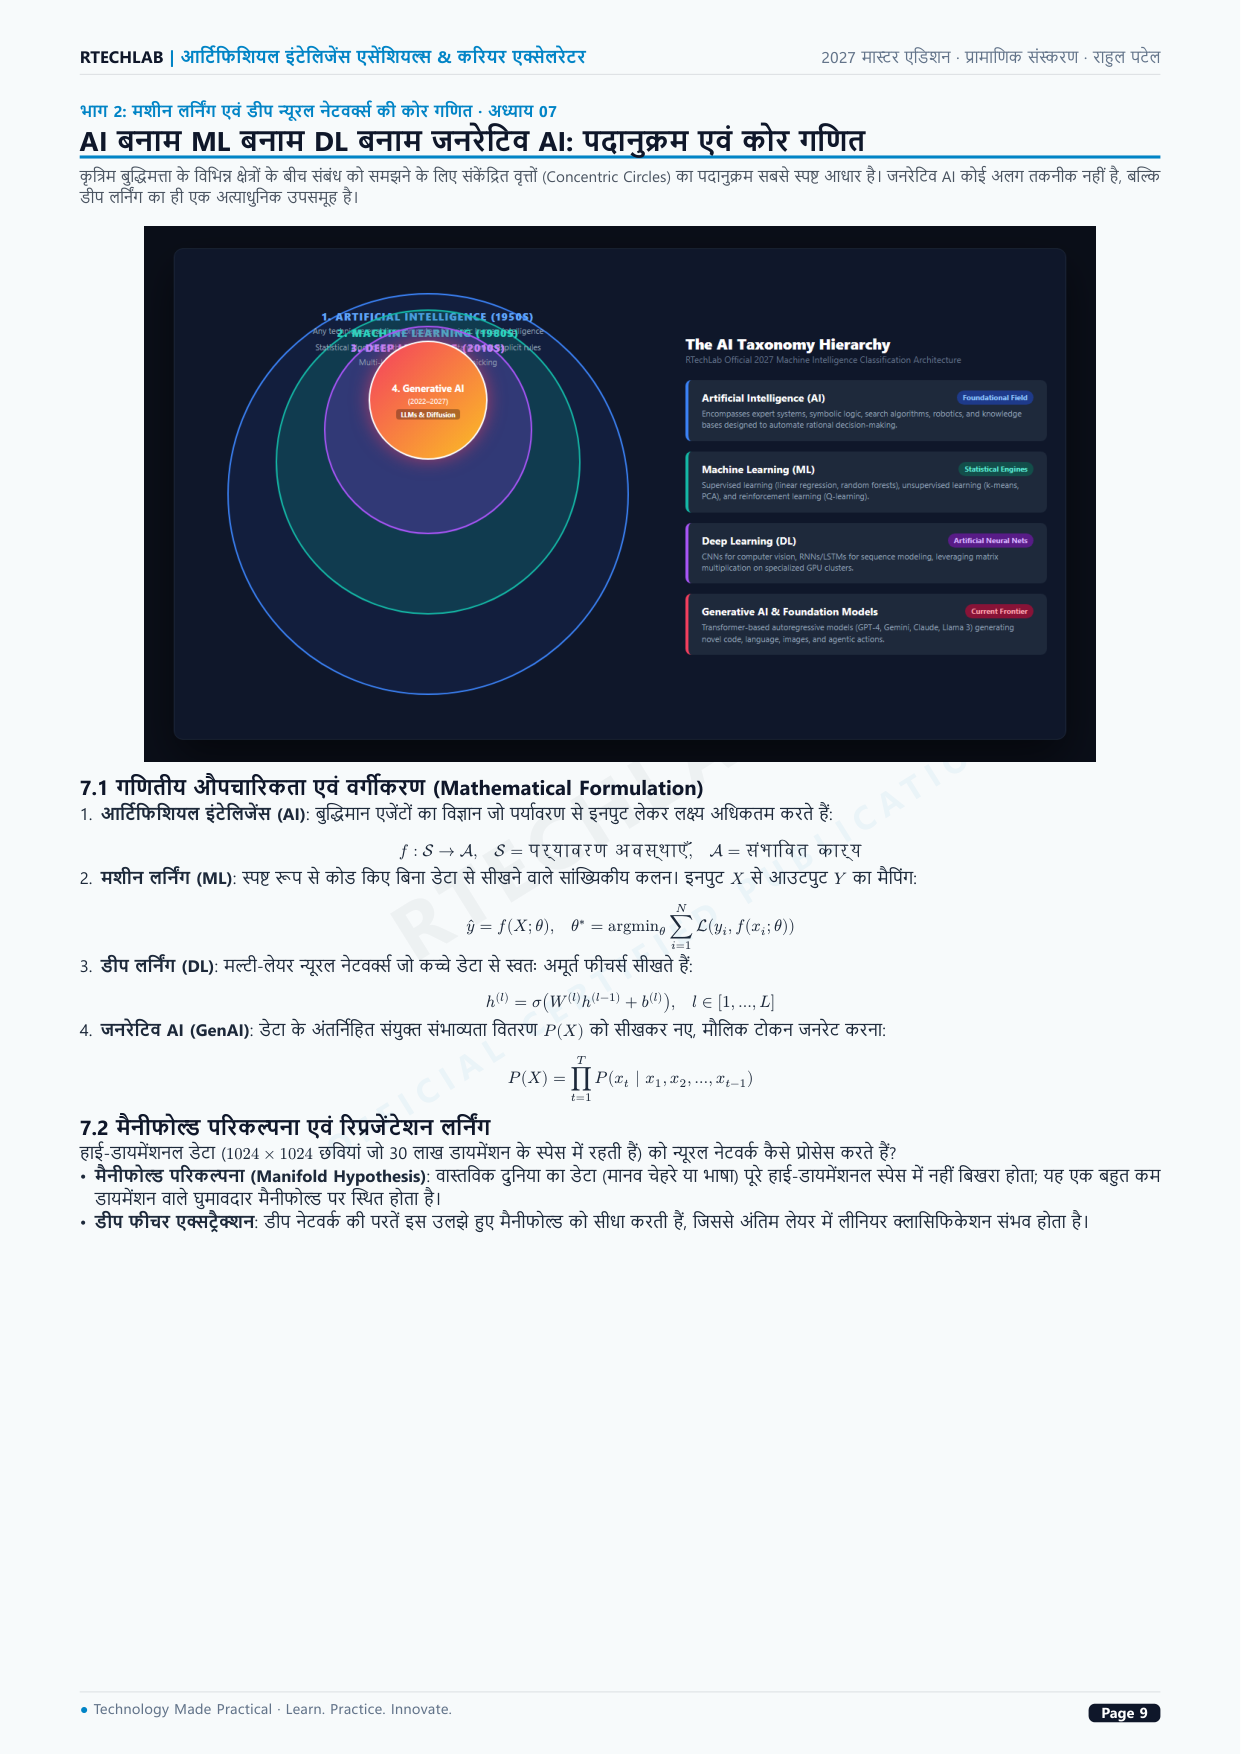 RTECHLAB | आर्टिफिशियल इंटेलिजेंस एसेंशियल्स & करियर एक्सेलरेटर
2027 मास्टर एडिशन · प्रामाणिक संस्करण · राहुल पटेल
भाग 2: मशीन लर्निंग एवं डीप न्यूरल नेटवर्क्स की कोर गणित · अध्याय 07
AI बनाम ML बनाम DL बनाम जनरेटिव AI: पदानुक्रम एवं कोर गणित
कृत्रिम बुद्धिमत्ता के विभिन्न क्षेत्रों के बीच संबंध को समझने के लिए संकेंद्रित वृत्तों (Concentric Circles) का पदानुक्रम सबसे स्पष्ट आधार है। जनरेटिव AI कोई अलग तकनीक नहीं है, बल्कि
डीप लर्निंग का ही एक अत्याधुनिक उपसमूह है।
1. ARTIFICIAL INTELLIGENCE (1950S)
2. MACHINE LEARNING (1980S)
3. DEEP (2010S)
4. Generative AI
(2022–2027)
LLMs & Diffusion
The AI Taxonomy Hierarchy
RTechLab Official 2027 Machine Intelligence Classification Architecture
Artificial Intelligence (AI)
Foundational Field
Encompasses expert systems, symbolic logic, search algorithms, robotics, and knowledge
bases designed to automate rational decision-making.
Machine Learning (ML)
Statistical Engines
Supervised learning (linear regression, random forests), unsupervised learning (k-means,
PCA), and reinforcement learning (Q-learning).
Deep Learning (DL)
Artificial Neural Nets
CNNs for computer vision, RNNs/LSTMs for sequence modeling, leveraging matrix
multiplication on specialized GPU clusters.
Generative AI & Foundation Models
Current Frontier
Transformer-based autoregressive models (GPT-4, Gemini, Claude, Llama 3) generating
novel code, language, images, and agentic actions.
7.1 गणितीय औपचारिकता एवं वर्गीकरण (Mathematical Formulation)
1. आर्टिफिशियल इंटेलिजेंस (AI): बुद्धिमान एजेंटों का विज्ञान जो पर्यावरण से इनपुट लेकर लक्ष्य अधिकतम करते हैं:
f : 𝒮 → 𝒜, 𝒮 = पर्यावरण अवस्थाएँ, 𝒜 = संभावित कार्य
2. मशीन लर्निंग (ML): स्पष्ट रूप से कोड किए बिना डेटा से सीखने वाले सांख्यिकीय कलन। इनपुट X से आउटपुट Y का मैपिंग:
ŷ = f(X; θ), θ* = argmin_θ ∑_{i=1}^{N} ℒ(y_i, f(x_i; θ))
3. डीप लर्निंग (DL): मल्टी-लेयर न्यूरल नेटवर्क्स जो कच्चे डेटा से स्वतः अमूर्त फीचर्स सीखते हैं:
h^{(l)} = σ(W^{(l)}h^{(l−1)} + b^{(l)}), l ∈ [1, ..., L]
4. जनरेटिव AI (GenAI): डेटा के अंतर्निहित संयुक्त संभाव्यता वितरण P(X) को सीखकर नए, मौलिक टोकन जनरेट करना:
P(X) = ∏_{t=1}^{T} P(x_t | x_1, x_2, ..., x_{t−1})
7.2 मैनीफोल्ड परिकल्पना एवं रिप्रजेंटेशन लर्निंग
हाई-डायमेंशनल डेटा (1024 × 1024 छवियां जो 30 लाख डायमेंशन के स्पेस में रहती हैं) को न्यूरल नेटवर्क कैसे प्रोसेस करते हैं?
• मैनीफोल्ड परिकल्पना (Manifold Hypothesis): वास्तविक दुनिया का डेटा (मानव चेहरे या भाषा) पूरे हाई-डायमेंशनल स्पेस में नहीं बिखरा होता; यह एक बहुत कम
डायमेंशन वाले घुमावदार मैनीफोल्ड पर स्थित होता है।
• डीप फीचर एक्सट्रैक्शन: डीप नेटवर्क की परतें इस उलझे हुए मैनीफोल्ड को सीधा करती हैं, जिससे अंतिम लेयर में लीनियर क्लासिफिकेशन संभव होता है।
• Technology Made Practical · Learn. Practice. Innovate.
Page 9